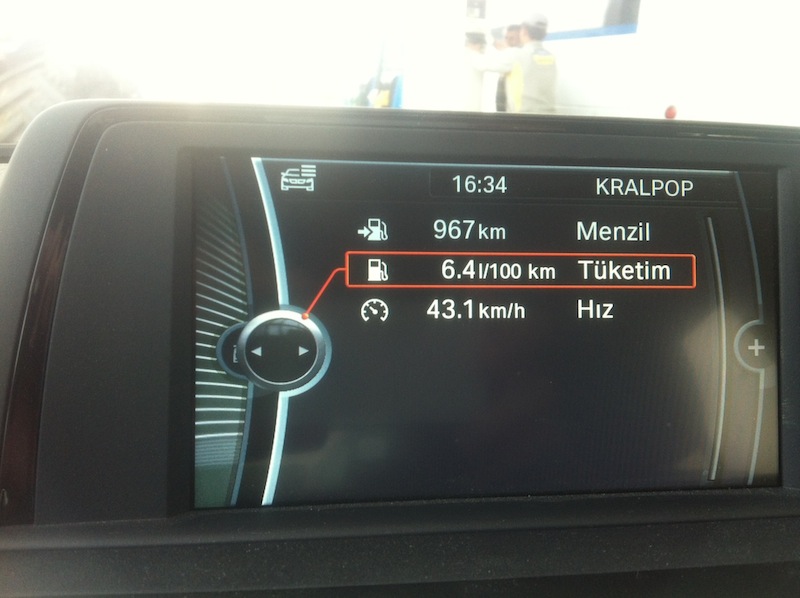 16:34 KRALPOP
967 km Menzil
6.4 l/100 km Tüketim
43.1 km/h Hız
+